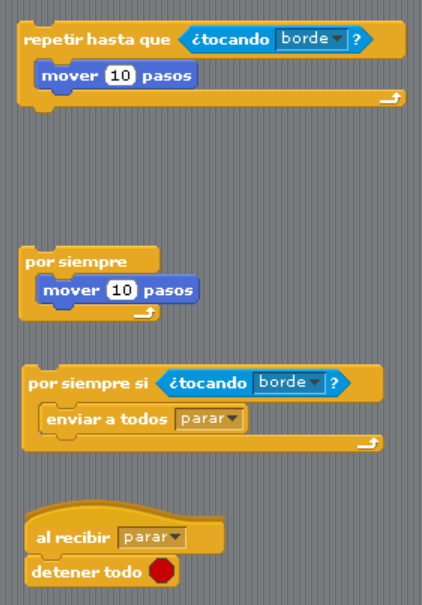 repetir hasta que ¿tocando borde ?
mover 10 pasos
por siempre
mover 10 pasos
por siempre si ¿tocando borde ?
enviar a todos parar
al recibir parar
detener todo